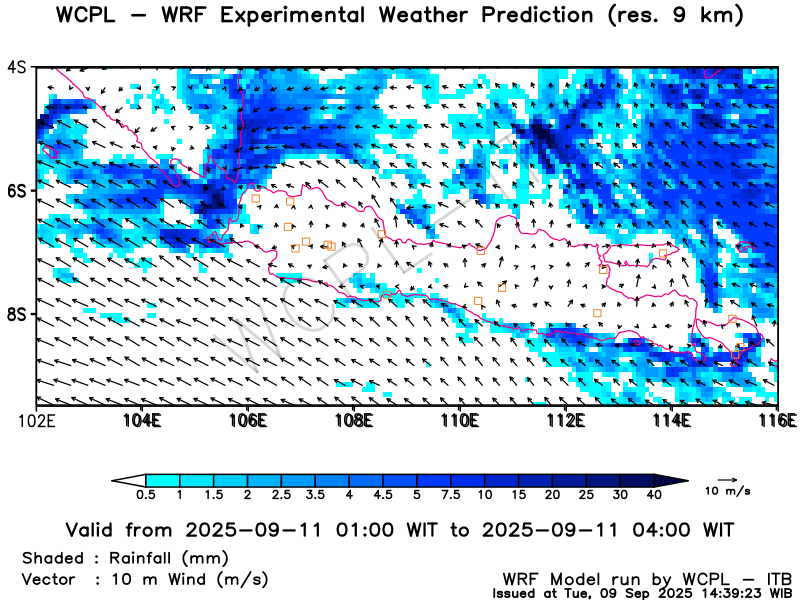 WCPL – WRF Experimental Weather Prediction (res. 9 km)
4S
6S
8S
102E 104E 106E 108E 110E 112E 114E 116E
WCPL-ITB
0.5 1 1.5 2 2.5 3.5 4 4.5 5 7.5 10 15 20 25 30 40
10 m/s
Valid from 2025-09-11 01:00 WIT to 2025-09-11 04:00 WIT
Shaded : Rainfall (mm)
Vector : 10 m Wind (m/s)
WRF Model run by WCPL – ITB
Issued at Tue, 09 Sep 2025 14:39:23 WIB